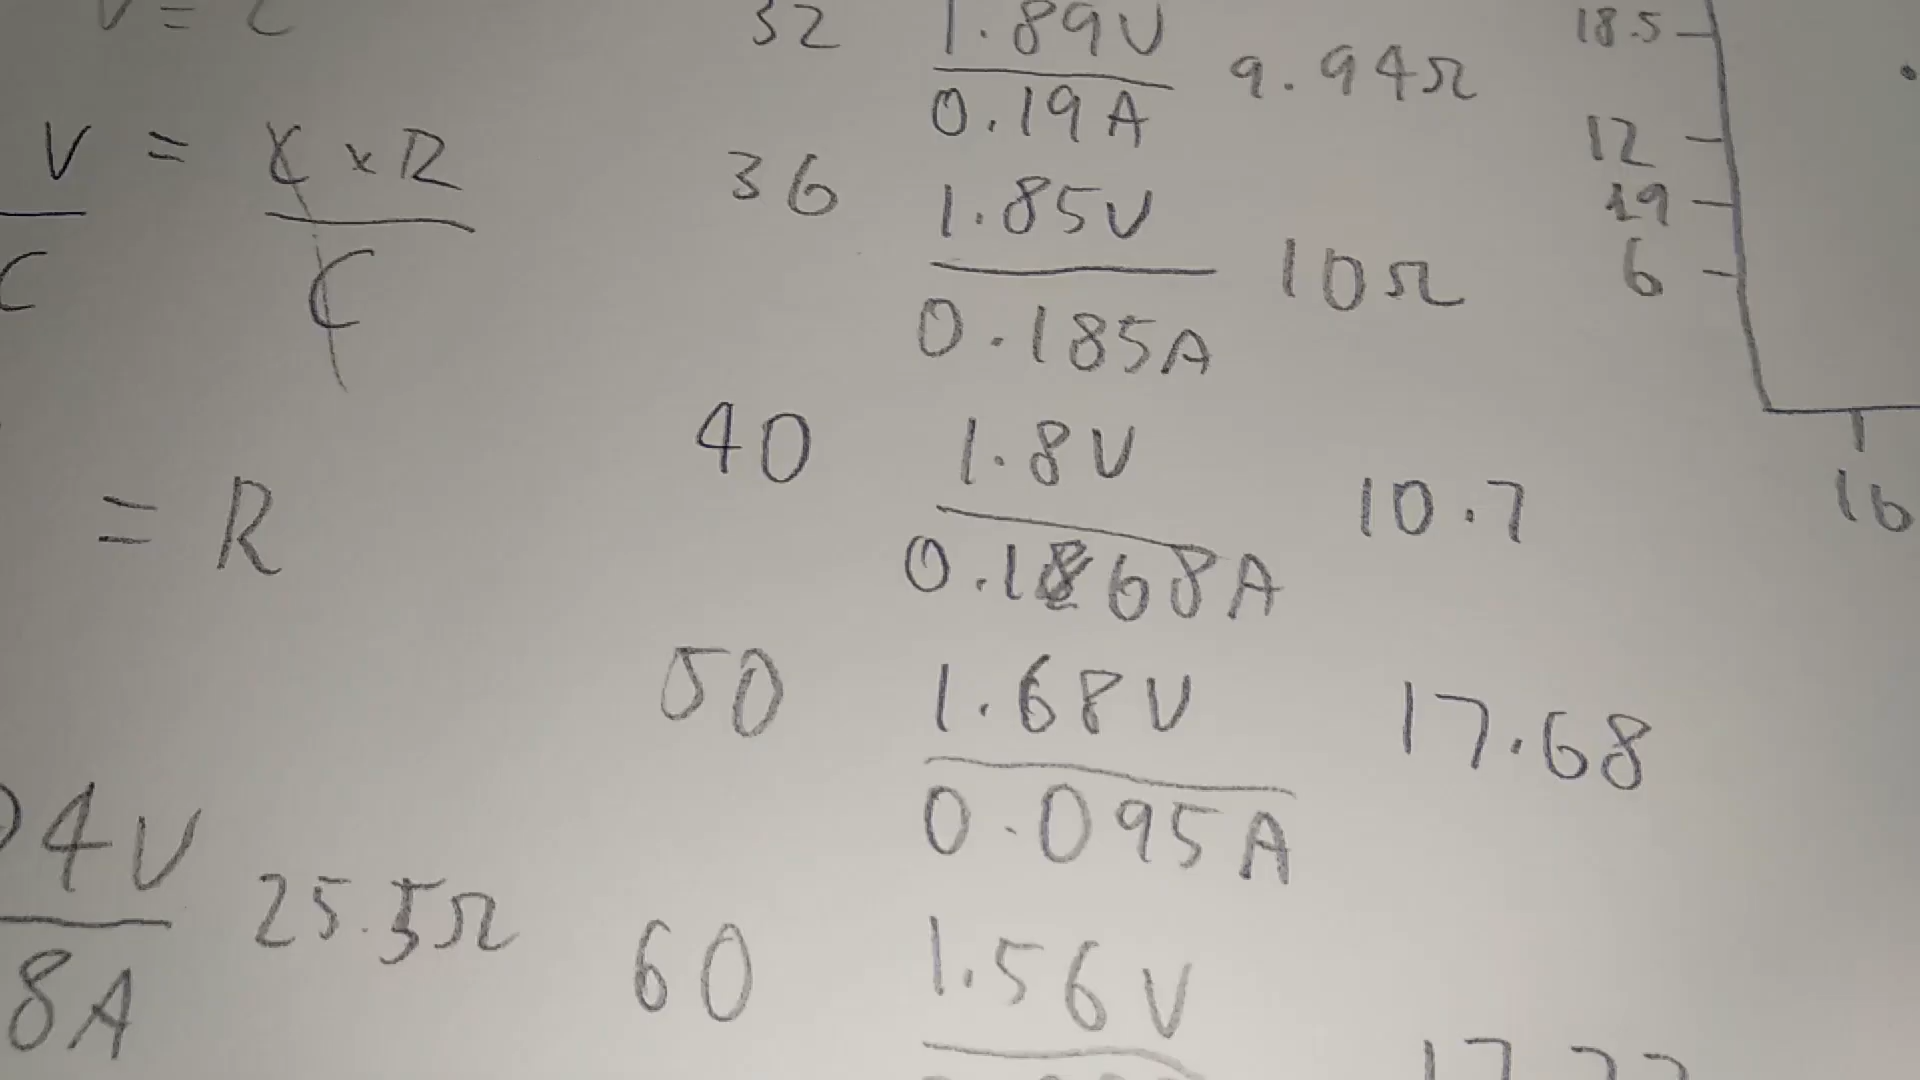 V = C
V = C x R
C C
= R
4V
8A
25.5Ω
32 1.89V
0.19A
9.94Ω
36 1.85V
0.185A
10Ω
40 1.8V
0.168A
10.7
50 1.68V
0.095A
17.68
60 1.56V
18.5
12
19
6
16